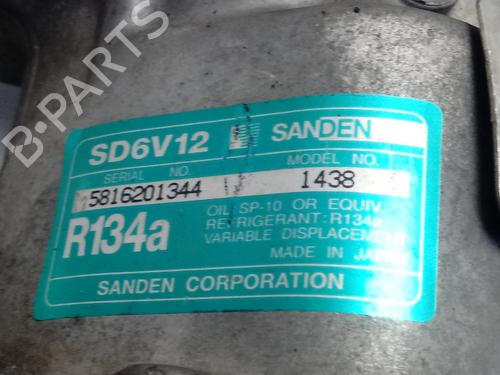 B-PARTS
SD6V12 SANDEN
SERIAL NO. MODEL NO.
5816201344 1438
R134a
OIL: SP-10 OR EQUIV.
REFRIGERANT: R134a
VARIABLE DISPLACEMENT
MADE IN JAPAN
SANDEN CORPORATION